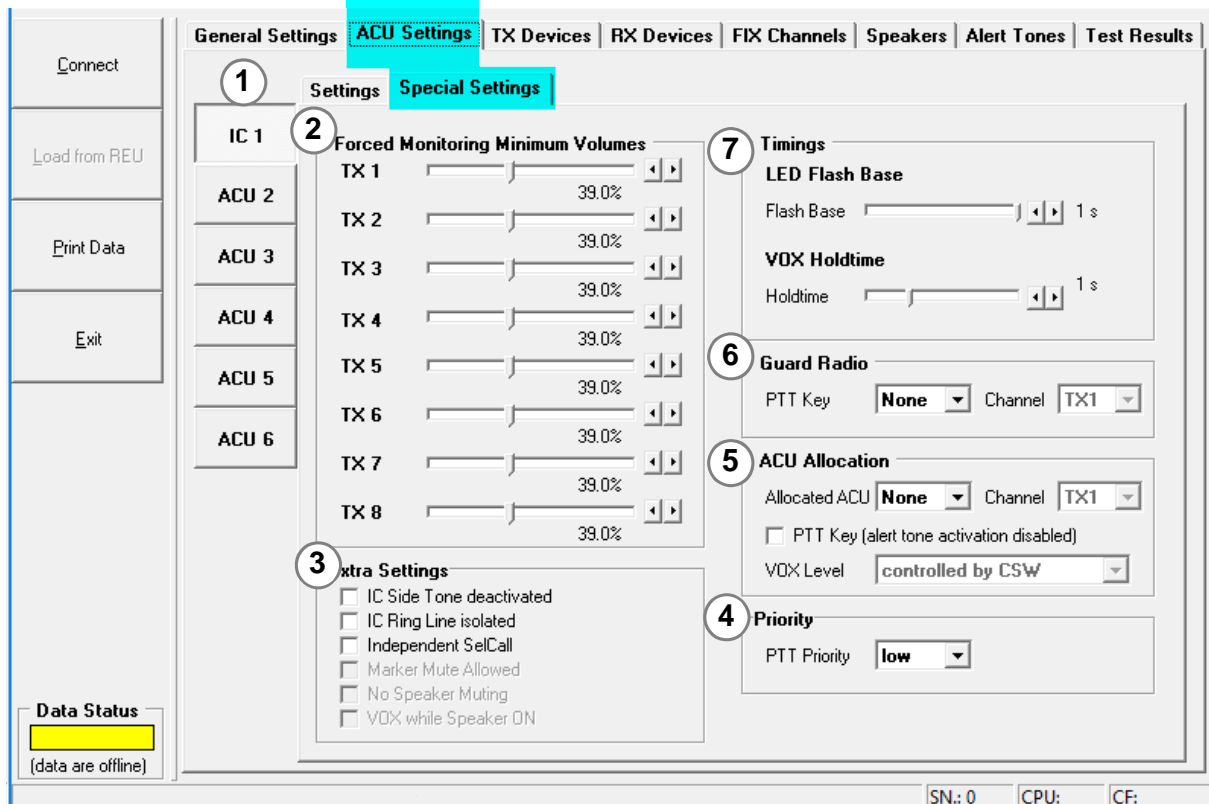 Connect
Load from REU
Print Data
Exit
Data Status
(data are offline)
General Settings ACU Settings TX Devices RX Devices FIX Channels Speakers Alert Tones Test Results
1
IC 1
ACU 2
ACU 3
ACU 4
ACU 5
ACU 6
Settings Special Settings
2
Forced Monitoring Minimum Volumes
TX 1
39.0%
TX 2
39.0%
TX 3
39.0%
TX 4
39.0%
TX 5
39.0%
TX 6
39.0%
TX 7
39.0%
TX 8
39.0%
3
xtra Settings
IC Side Tone deactivated
IC Ring Line isolated
Independent SelCall
Marker Mute Allowed
No Speaker Muting
VOX while Speaker ON
7
Timings
LED Flash Base
Flash Base 1 s
VOX Holdtime
Holdtime 1 s
6
Guard Radio
PTT Key None Channel TX1
5
ACU Allocation
Allocated ACU None Channel TX1
PTT Key (alert tone activation disabled)
VOX Level controlled by CSW
4
Priority
PTT Priority low
SN.: 0 CPU: CF: